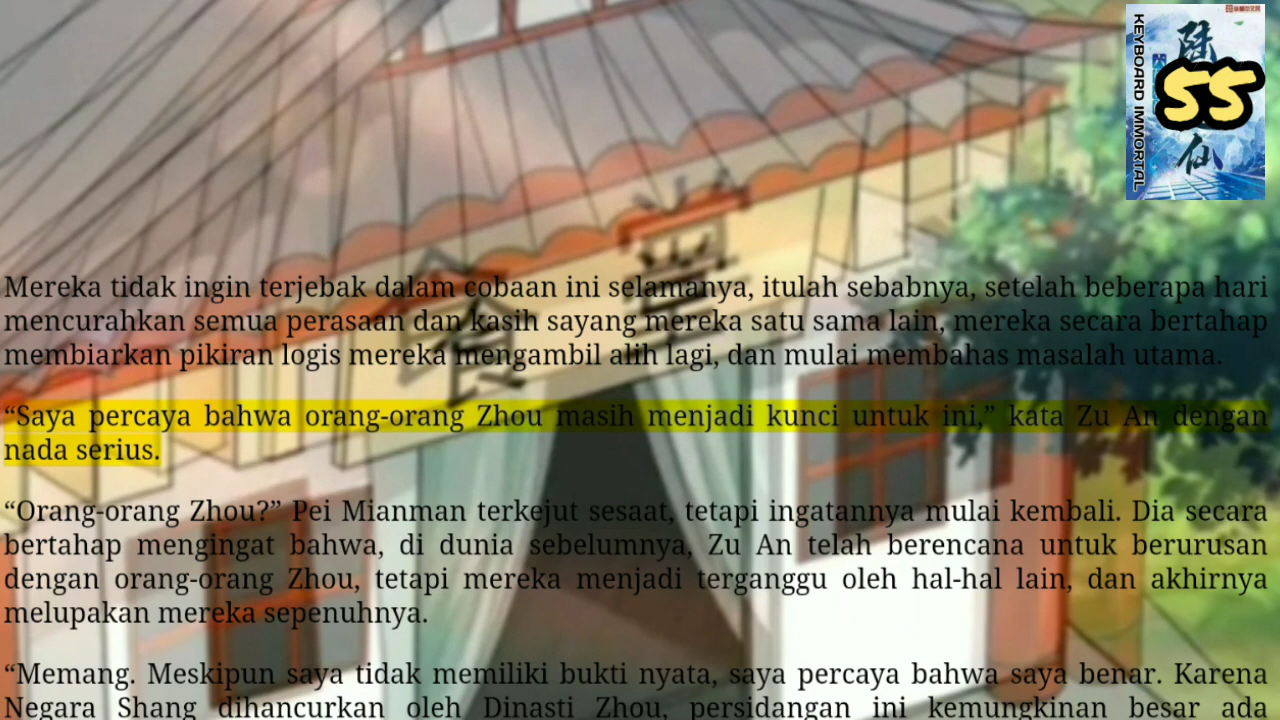 KEYBOARD IMMORTAL
陆
仙
55
Mereka tidak ingin terjebak dalam cobaan ini selamanya, itulah sebabnya, setelah beberapa hari
mencurahkan semua perasaan dan kasih sayang mereka satu sama lain, mereka secara bertahap
membiarkan pikiran logis mereka mengambil alih lagi, dan mulai membahas masalah utama.
“Saya percaya bahwa orang-orang Zhou masih menjadi kunci untuk ini,” kata Zu An dengan
nada serius.
“Orang-orang Zhou?” Pei Mianman terkejut sesaat, tetapi ingatannya mulai kembali. Dia secara
bertahap mengingat bahwa, di dunia sebelumnya, Zu An telah berencana untuk berurusan
dengan orang-orang Zhou, tetapi mereka menjadi terganggu oleh hal-hal lain, dan akhirnya
melupakan mereka sepenuhnya.
“Memang. Meskipun saya tidak memiliki bukti nyata, saya percaya bahwa saya benar. Karena
Negara Shang dihancurkan oleh Dinasti Zhou, persidangan ini kemungkinan besar ada